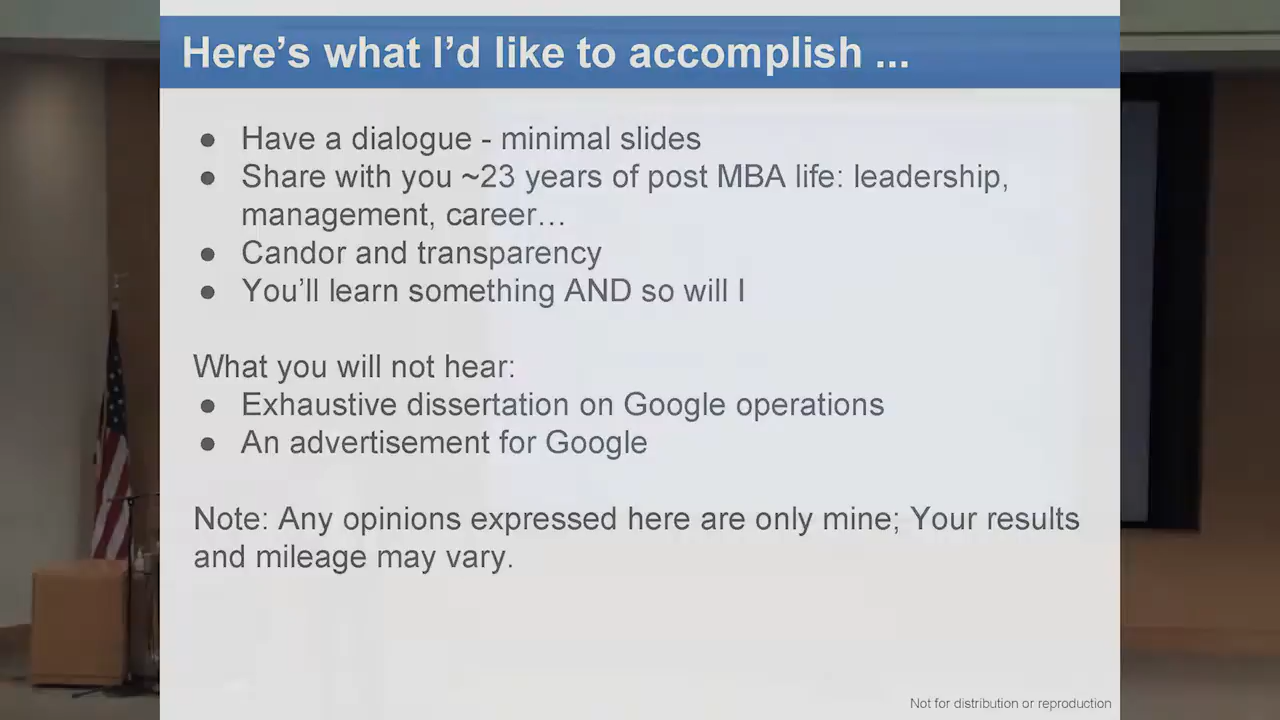 Here's what I'd like to accomplish ...
● Have a dialogue - minimal slides
● Share with you ~23 years of post MBA life: leadership,
management, career…
● Candor and transparency
● You'll learn something AND so will I
What you will not hear:
● Exhaustive dissertation on Google operations
● An advertisement for Google
Note: Any opinions expressed here are only mine; Your results
and mileage may vary.
Not for distribution or reproduction